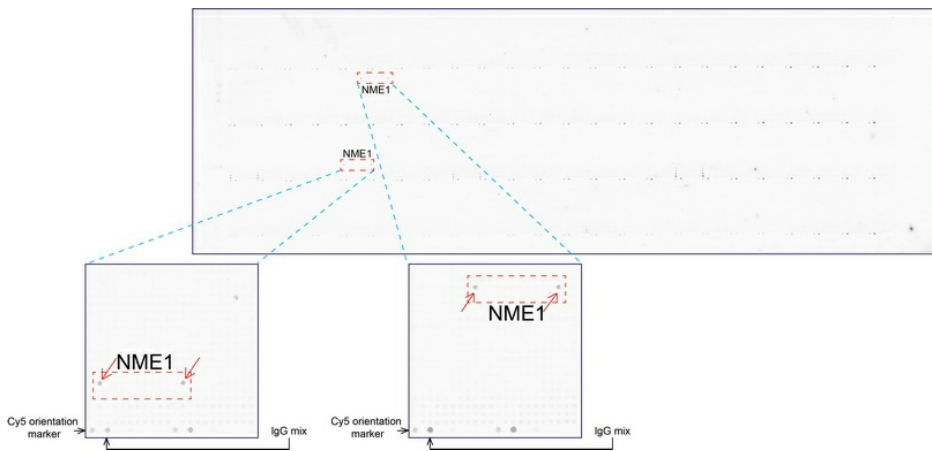 NME1
NME1
NME1
NME1
Cy5 orientation
marker
IgG mix
Cy5 orientation
marker
IgG mix